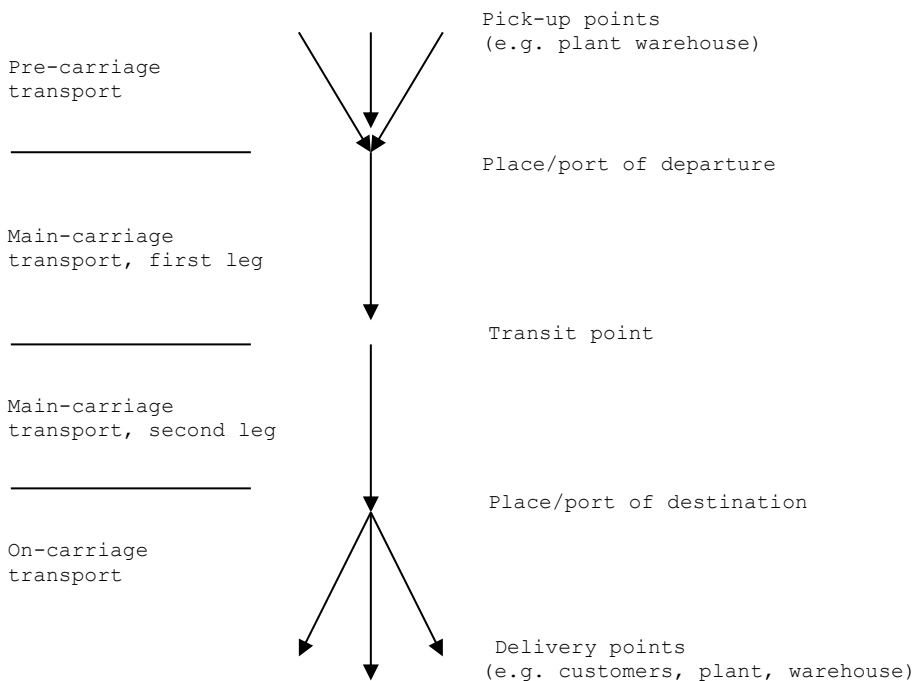 Pick-up points
(e.g. plant warehouse)
Pre-carriage
transport
Place/port of departure
Main-carriage
transport, first leg
Transit point
Main-carriage
transport, second leg
Place/port of destination
On-carriage
transport
Delivery points
(e.g. customers, plant, warehouse)